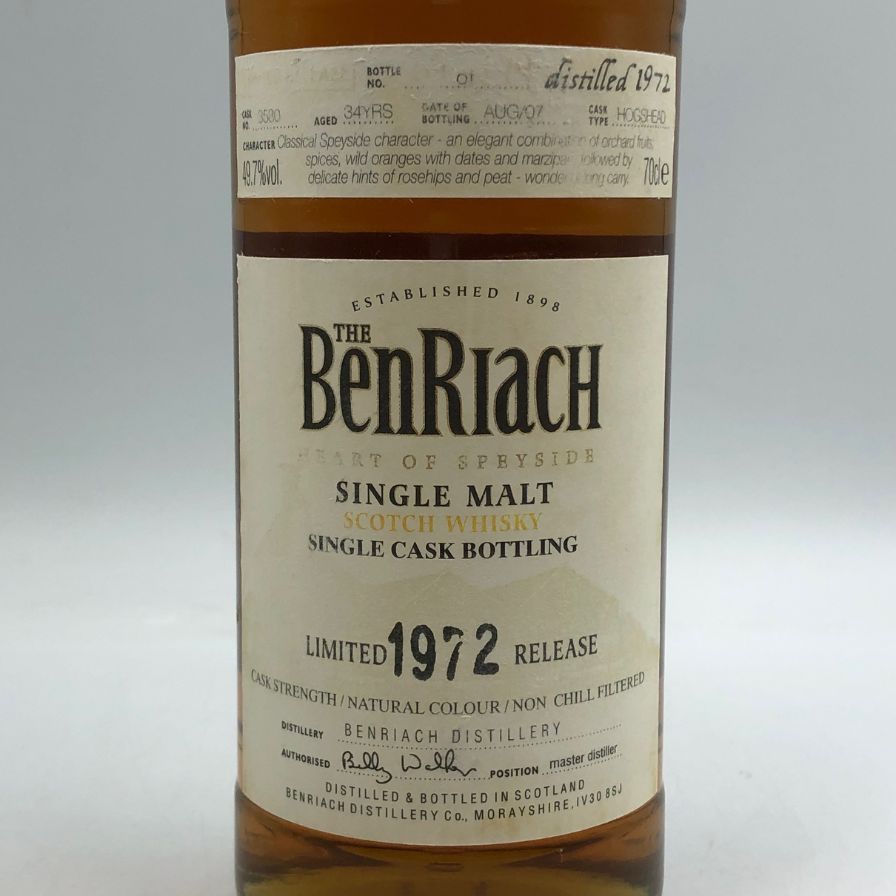 BOTTLE NO. 01 distilled 1972
CASK NO. 3580 AGED 34YRS DATE OF BOTTLING AUG/07 CASK TYPE HOGSHEAD
CHARACTER Classical Speyside character - an elegant of orchard fruits,
spices, wild oranges with dates and followed by
delicate hints of rosehips and peat - long carry.
49.7%vol. 70cl e
ESTABLISHED 1898
THE
BENRIACH
HEART OF SPEYSIDE
SINGLE MALT
SCOTCH WHISKY
SINGLE CASK BOTTLING
LIMITED 1972 RELEASE
CASK STRENGTH / NATURAL COLOUR / NON CHILL FILTERED
DISTILLERY BENRIACH DISTILLERY
AUTHORISED Billy Walker POSITION master distiller
DISTILLED & BOTTLED IN SCOTLAND
BENRIACH DISTILLERY Co., MORAYSHIRE, IV30 8SJ